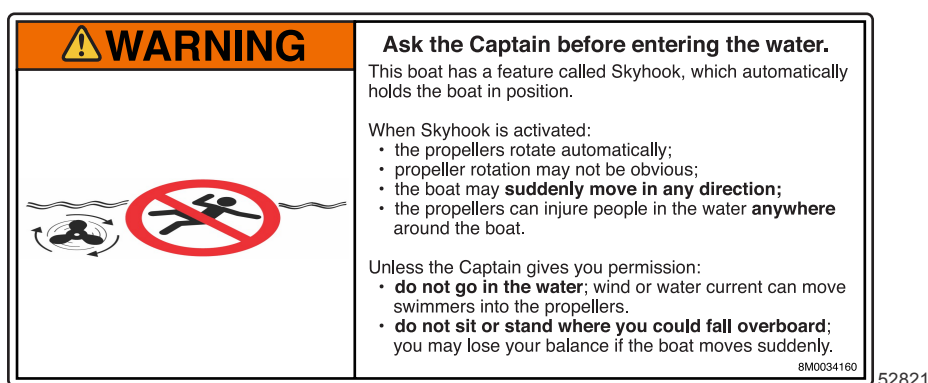 WARNING
Ask the Captain before entering the water.
This boat has a feature called Skyhook, which automatically
holds the boat in position.
When Skyhook is activated:
• the propellers rotate automatically;
• propeller rotation may not be obvious;
• the boat may suddenly move in any direction;
• the propellers can injure people in the water anywhere
around the boat.
Unless the Captain gives you permission:
• do not go in the water; wind or water current can move
swimmers into the propellers.
• do not sit or stand where you could fall overboard;
you may lose your balance if the boat moves suddenly.
8M0034160
52821